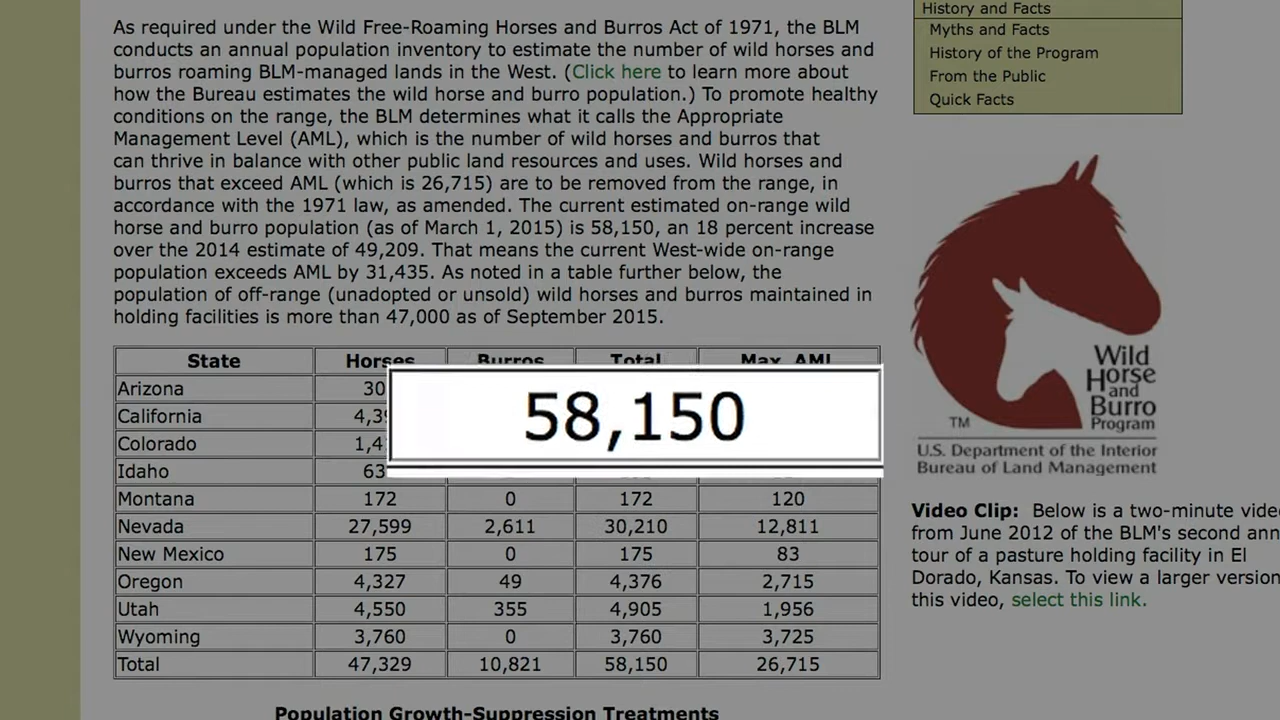 History and Facts
Myths and Facts
History of the Program
From the Public
Quick Facts
As required under the Wild Free-Roaming Horses and Burros Act of 1971, the BLM
conducts an annual population inventory to estimate the number of wild horses and
burros roaming BLM-managed lands in the West. (Click here to learn more about
how the Bureau estimates the wild horse and burro population.) To promote healthy
conditions on the range, the BLM determines what it calls the Appropriate
Management Level (AML), which is the number of wild horses and burros that
can thrive in balance with other public land resources and uses. Wild horses and
burros that exceed AML (which is 26,715) are to be removed from the range, in
accordance with the 1971 law, as amended. The current estimated on-range wild
horse and burro population (as of March 1, 2015) is 58,150, an 18 percent increase
over the 2014 estimate of 49,209. That means the current West-wide on-range
population exceeds AML by 31,435. As noted in a table further below, the
population of off-range (unadopted or unsold) wild horses and burros maintained in
holding facilities is more than 47,000 as of September 2015.
State Horses Burros Total Max. AML
Arizona 30
California 4,39
Colorado 1,4
Idaho 63
58,150
Montana 172 0 172 120
Nevada 27,599 2,611 30,210 12,811
New Mexico 175 0 175 83
Oregon 4,327 49 4,376 2,715
Utah 4,550 355 4,905 1,956
Wyoming 3,760 0 3,760 3,725
Total 47,329 10,821 58,150 26,715
Population Growth-Suppression Treatments
Wild
Horse
and
Burro
Program
TM
U.S. Department of the Interior
Bureau of Land Management
Video Clip: Below is a two-minute vide
from June 2012 of the BLM's second ann
tour of a pasture holding facility in El
Dorado, Kansas. To view a larger version
this video, select this link.